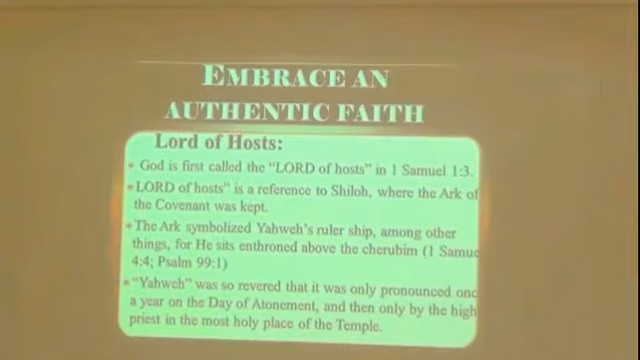 EMBRACE AN
AUTHENTIC FAITH
Lord of Hosts:
• God is first called the “LORD of hosts” in 1 Samuel 1:3.
• LORD of hosts” is a reference to Shiloh, where the Ark of
the Covenant was kept.
• The Ark symbolized Yahweh’s ruler ship, among other
things, for He sits enthroned above the cherubim (1 Samue
4:4; Psalm 99:1)
• “Yahweh” was so revered that it was only pronounced onc
a year on the Day of Atonement, and then only by the high
priest in the most holy place of the Temple.